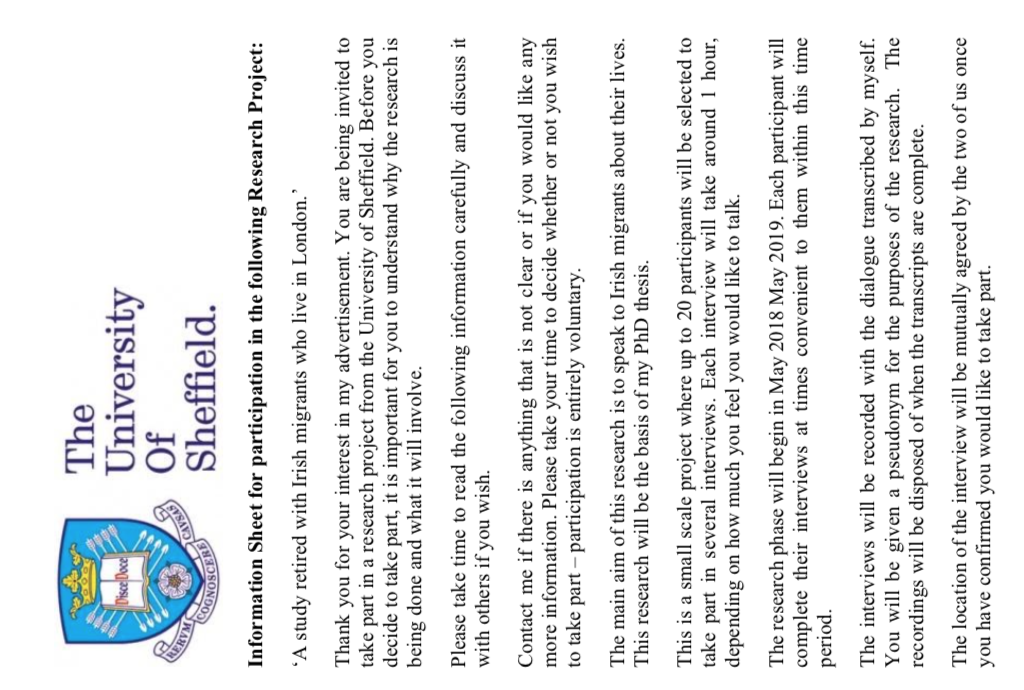 The
University
Of
Sheffield.
Disce Doce
RERVM COGNOSCERE CAVSAS
Information Sheet for participation in the following Research Project:
‘A study retired with Irish migrants who live in London.’
Thank you for your interest in my advertisement. You are being invited to
take part in a research project from the University of Sheffield. Before you
decide to take part, it is important for you to understand why the research is
being done and what it will involve.
Please take time to read the following information carefully and discuss it
with others if you wish.
Contact me if there is anything that is not clear or if you would like any
more information. Please take your time to decide whether or not you wish
to take part – participation is entirely voluntary.
The main aim of this research is to speak to Irish migrants about their lives.
This research will be the basis of my PhD thesis.
This is a small scale project where up to 20 participants will be selected to
take part in several interviews. Each interview will take around 1 hour,
depending on how much you feel you would like to talk.
The research phase will begin in May 2018 May 2019. Each participant will
complete their interviews at times convenient to them within this time
period.
The interviews will be recorded with the dialogue transcribed by myself.
You will be given a pseudonym for the purposes of the research. The
recordings will be disposed of when the transcripts are complete.
The location of the interview will be mutually agreed by the two of us once
you have confirmed you would like to take part.